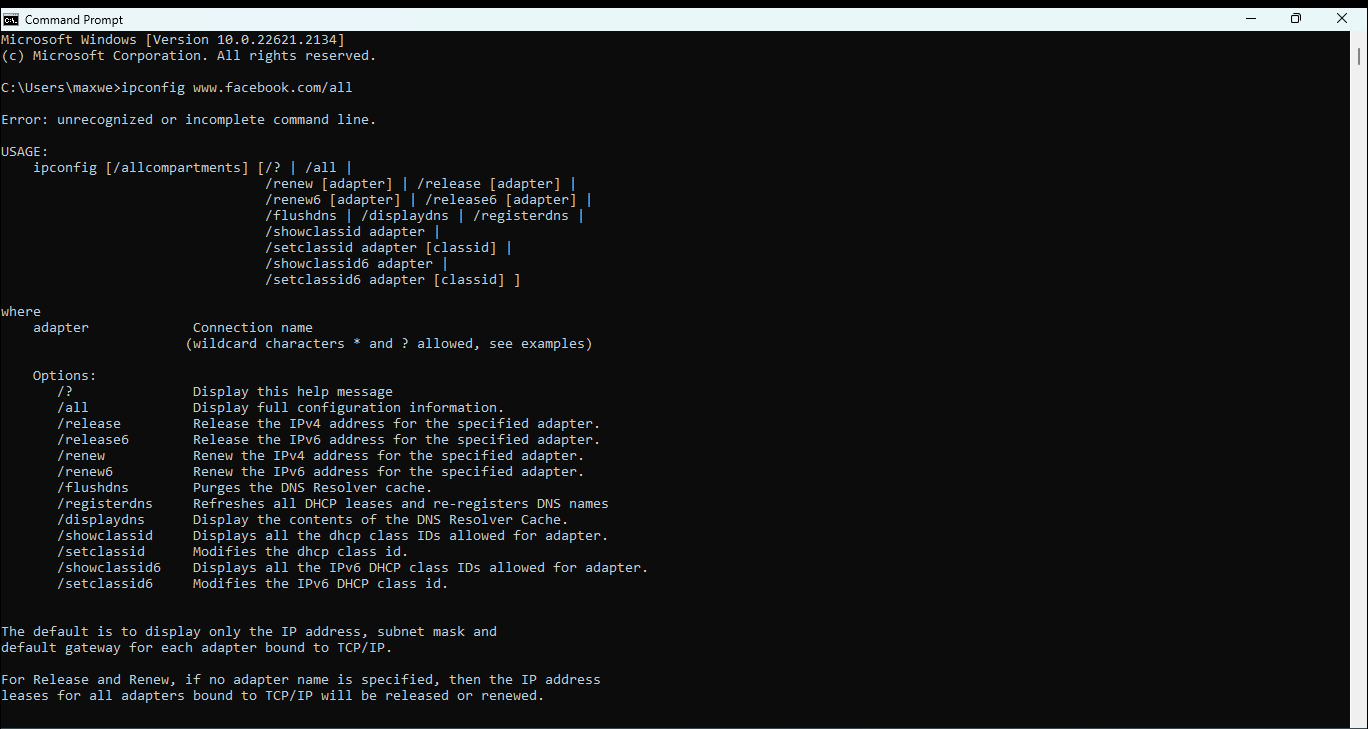 Command Prompt
Microsoft Windows [Version 10.0.22621.2134]
(c) Microsoft Corporation. All rights reserved.
C:\Users\maxwe>ipconfig www.facebook.com/all
Error: unrecognized or incomplete command line.
USAGE:
ipconfig [/allcompartments] [/? | /all |
/renew [adapter] | /release [adapter] |
/renew6 [adapter] | /release6 [adapter] |
/flushdns | /displaydns | /registerdns |
/showclassid adapter |
/setclassid adapter [classid] |
/showclassid6 adapter |
/setclassid6 adapter [classid] ]
where
adapter Connection name
(wildcard characters * and ? allowed, see examples)
Options:
/? Display this help message
/all Display full configuration information.
/release Release the IPv4 address for the specified adapter.
/release6 Release the IPv6 address for the specified adapter.
/renew Renew the IPv4 address for the specified adapter.
/renew6 Renew the IPv6 address for the specified adapter.
/flushdns Purges the DNS Resolver cache.
/registerdns Refreshes all DHCP leases and re-registers DNS names
/displaydns Display the contents of the DNS Resolver Cache.
/showclassid Displays all the dhcp class IDs allowed for adapter.
/setclassid Modifies the dhcp class id.
/showclassid6 Displays all the IPv6 DHCP class IDs allowed for adapter.
/setclassid6 Modifies the IPv6 DHCP class id.
The default is to display only the IP address, subnet mask and
default gateway for each adapter bound to TCP/IP.
For Release and Renew, if no adapter name is specified, then the IP address
leases for all adapters bound to TCP/IP will be released or renewed.